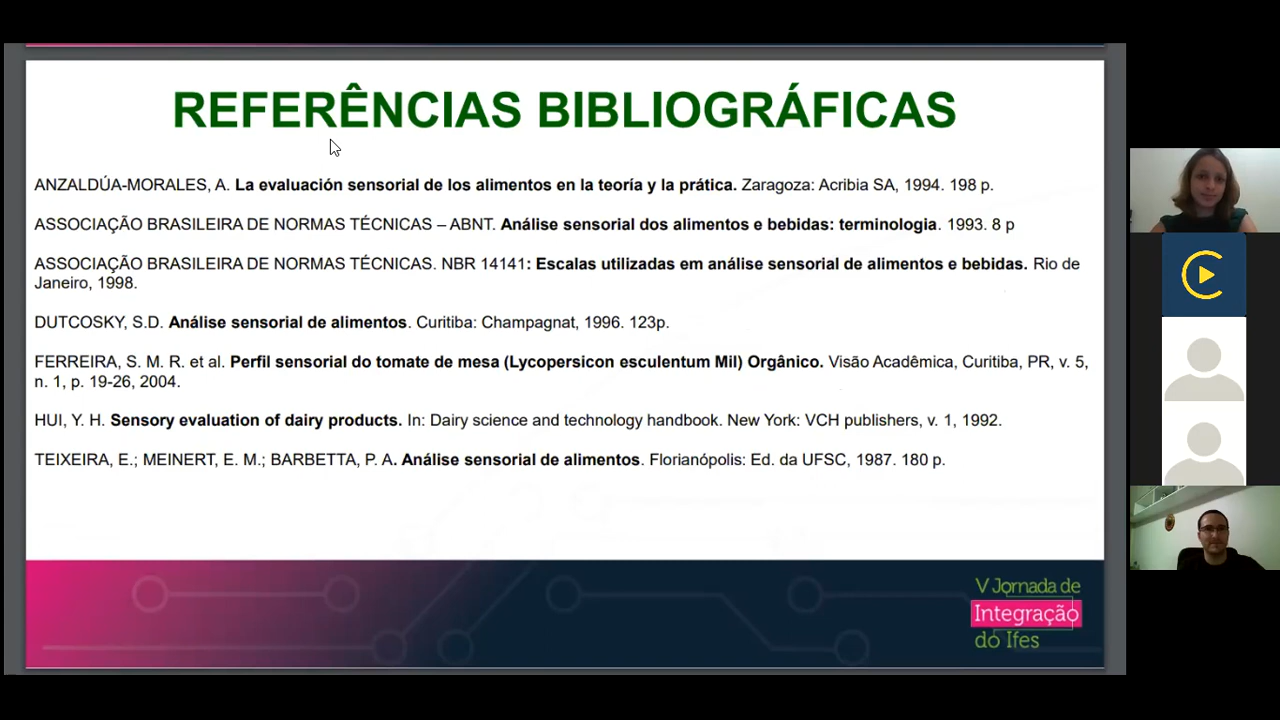 REFERÊNCIAS BIBLIOGRÁFICAS
ANZALDÚA-MORALES, A. La evaluación sensorial de los alimentos en la teoría y la prática. Zaragoza: Acribia SA, 1994. 198 p.
ASSOCIAÇÃO BRASILEIRA DE NORMAS TÉCNICAS – ABNT. Análise sensorial dos alimentos e bebidas: terminologia. 1993. 8 p
ASSOCIAÇÃO BRASILEIRA DE NORMAS TÉCNICAS. NBR 14141: Escalas utilizadas em análise sensorial de alimentos e bebidas. Rio de
Janeiro, 1998.
DUTCOSKY, S.D. Análise sensorial de alimentos. Curitiba: Champagnat, 1996. 123p.
FERREIRA, S. M. R. et al. Perfil sensorial do tomate de mesa (Lycopersicon esculentum Mil) Orgânico. Visão Acadêmica, Curitiba, PR, v. 5,
n. 1, p. 19-26, 2004.
HUI, Y. H. Sensory evaluation of dairy products. In: Dairy science and technology handbook. New York: VCH publishers, v. 1, 1992.
TEIXEIRA, E.; MEINERT, E. M.; BARBETTA, P. A. Análise sensorial de alimentos. Florianópolis: Ed. da UFSC, 1987. 180 p.
V Jornada de
Integração
do Ifes